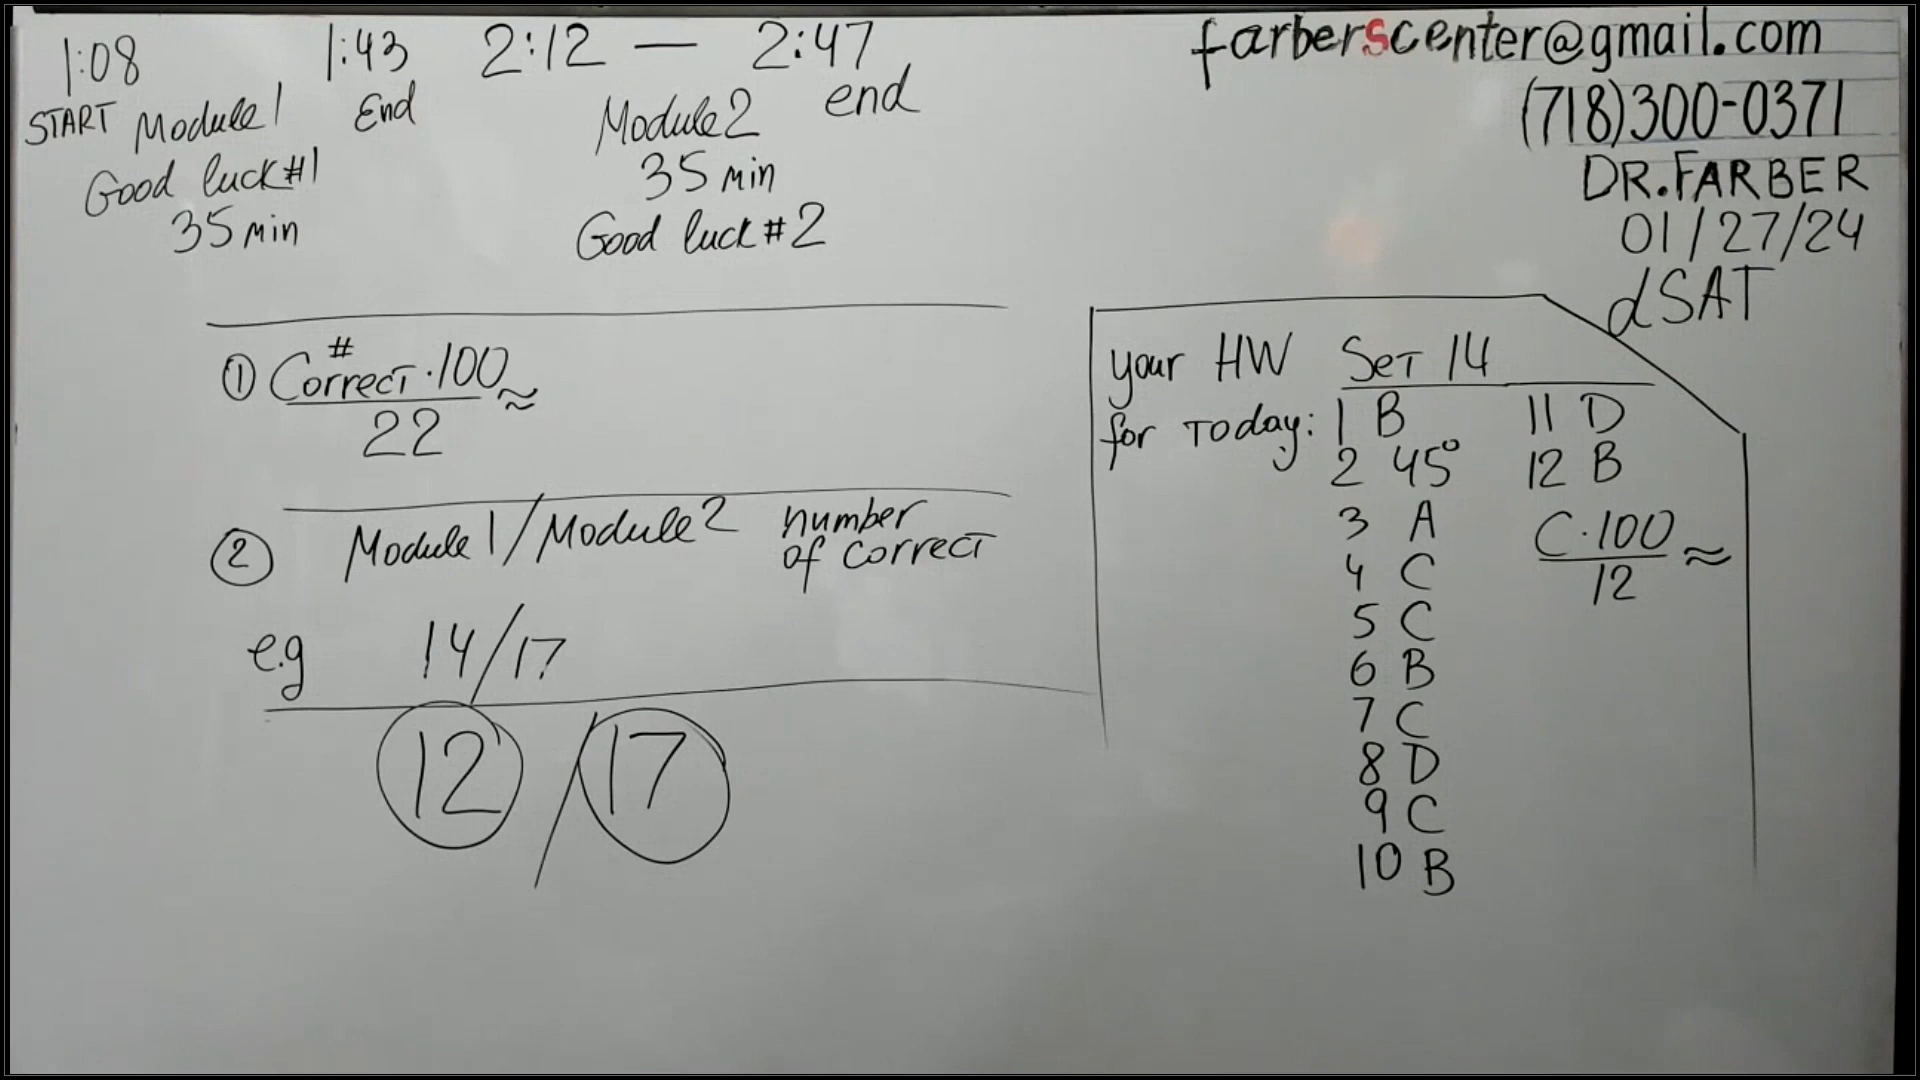 1:08 1:43 2:12 — 2:47
START Module 1 End
Good luck #1
35 min
Module 2 end
35 min
Good luck #2
farberscenter@gmail.com
(718)300-0371
DR. FARBER
01/27/24
dSAT
① # Correct · 100 ≈
22
② Module 1 / Module 2 number
of correct
e.g 14/17
12 / 17
your HW Set 14
for Today: 1 B 11 D
2 45° 12 B
3 A
4 C
5 C
6 B
7 C
8 D
9 C
10 B
C · 100 ≈
12